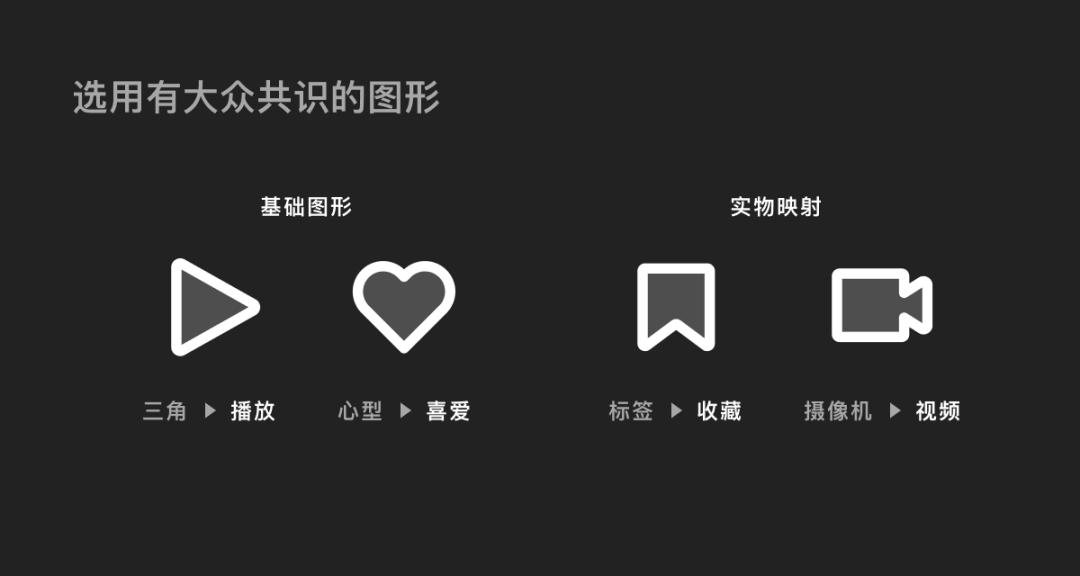 选用有大众共识的图形
基础图形
实物映射
三角 ▶ 播放
心型 ▶ 喜爱
标签 ▶ 收藏
摄像机 ▶ 视频